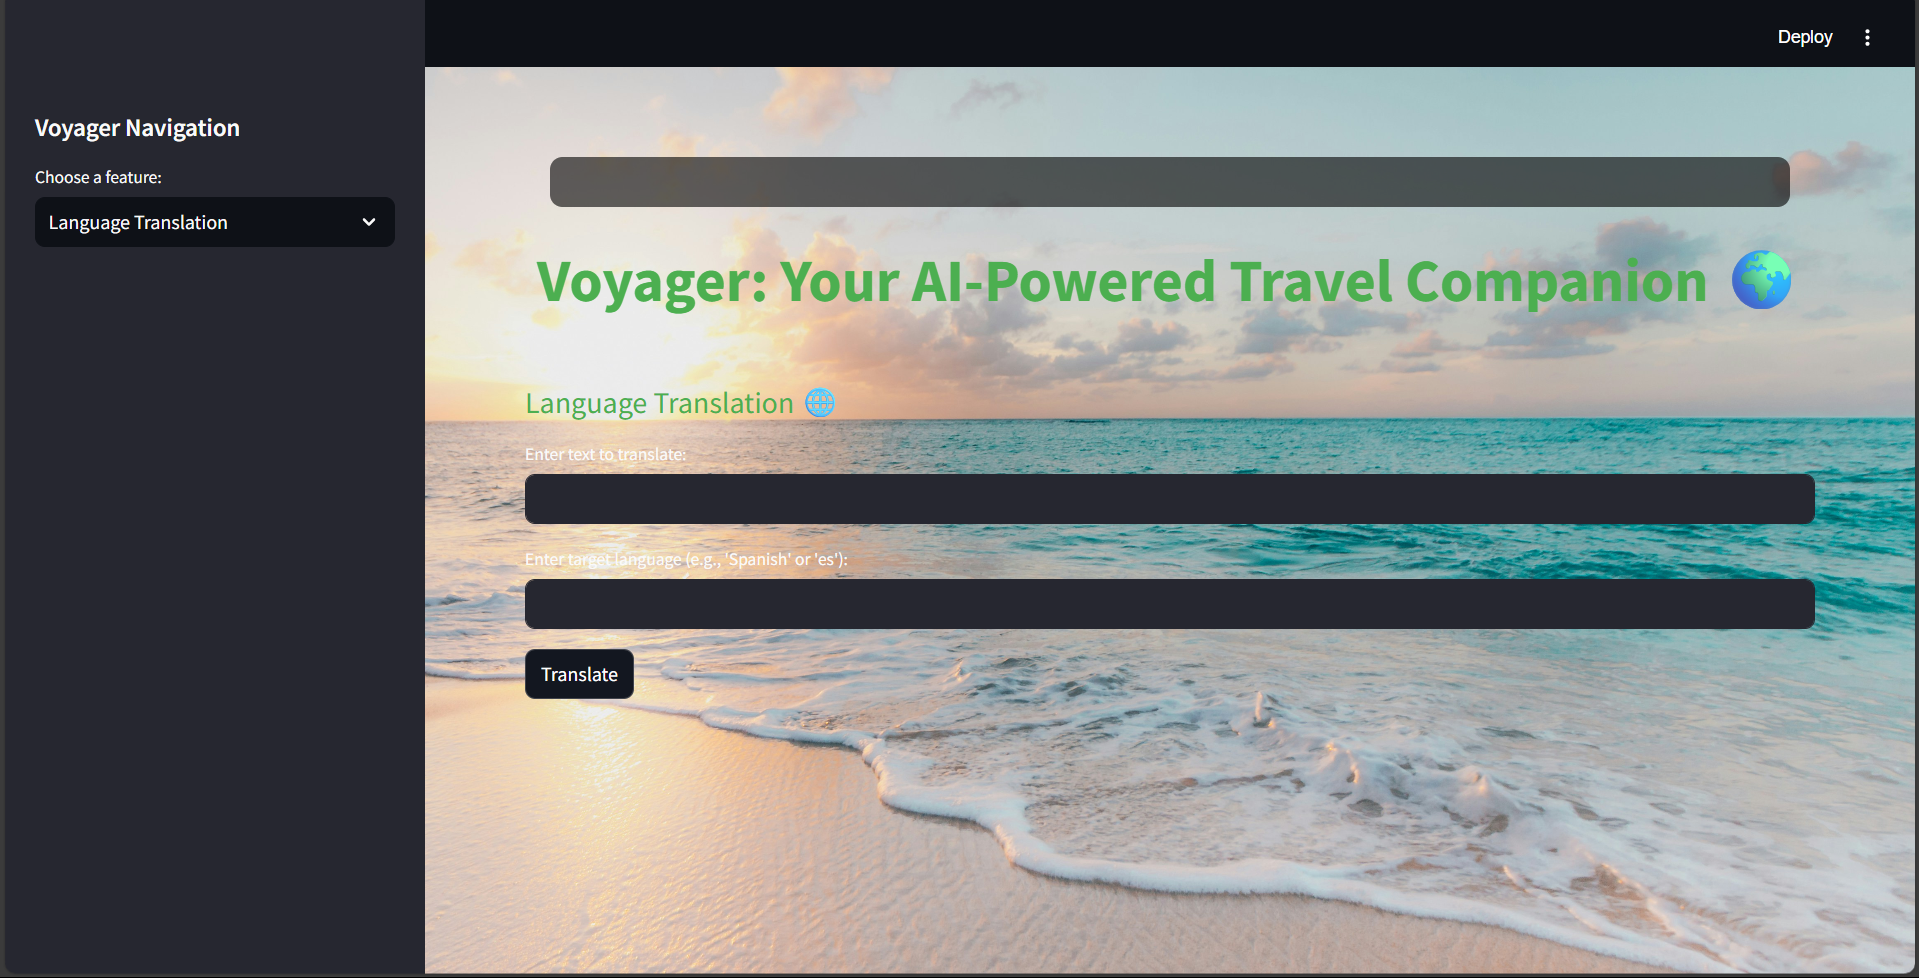 Deploy
Voyager Navigation
Choose a feature:
Language Translation
Voyager: Your AI-Powered Travel Companion 🌍
Language Translation 🌐
Enter text to translate:
Enter target language (e.g., 'Spanish' or 'es'):
Translate